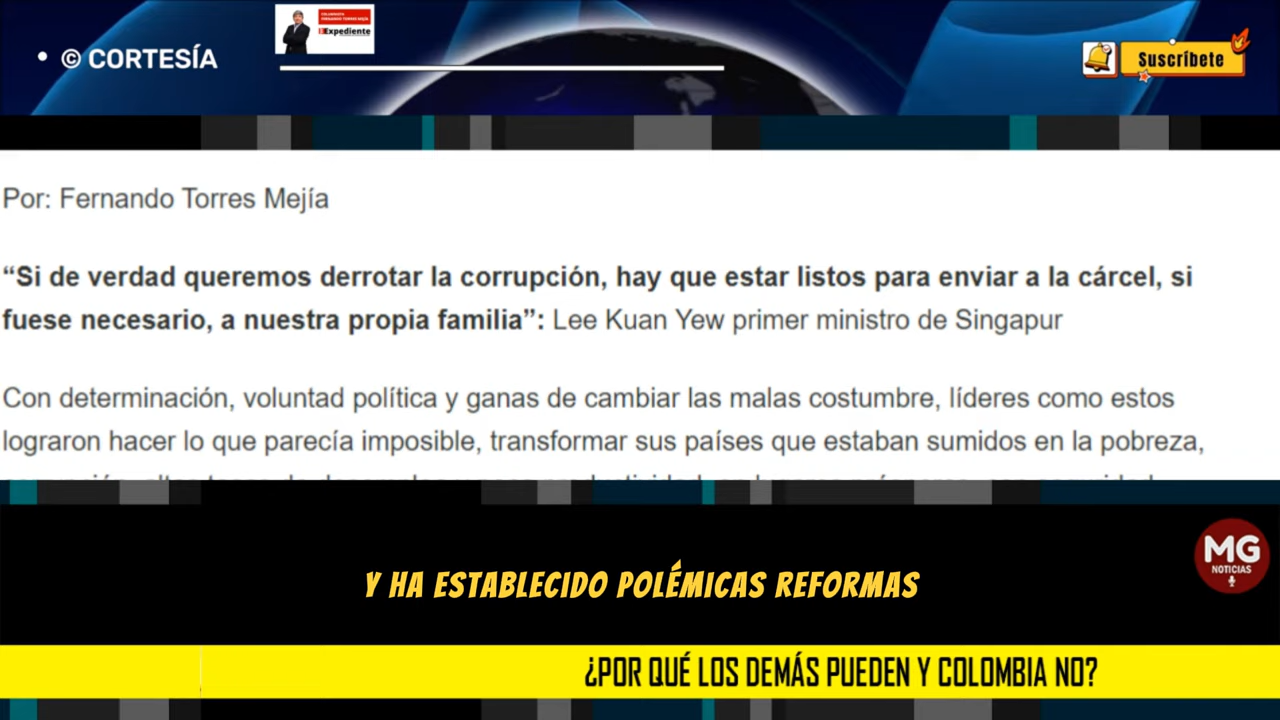 • © CORTESÍA
COLUMNISTA
FERNANDO TORRES MEJÍA
Expediente
Suscríbete
Por: Fernando Torres Mejía
“Si de verdad queremos derrotar la corrupción, hay que estar listos para enviar a la cárcel, si
fuese necesario, a nuestra propia familia”: Lee Kuan Yew primer ministro de Singapur
Con determinación, voluntad política y ganas de cambiar las malas costumbre, líderes como estos
lograron hacer lo que parecía imposible, transformar sus países que estaban sumidos en la pobreza,
MG
NOTICIAS
Y HA ESTABLECIDO POLÉMICAS REFORMAS
¿POR QUÉ LOS DEMÁS PUEDEN Y COLOMBIA NO?